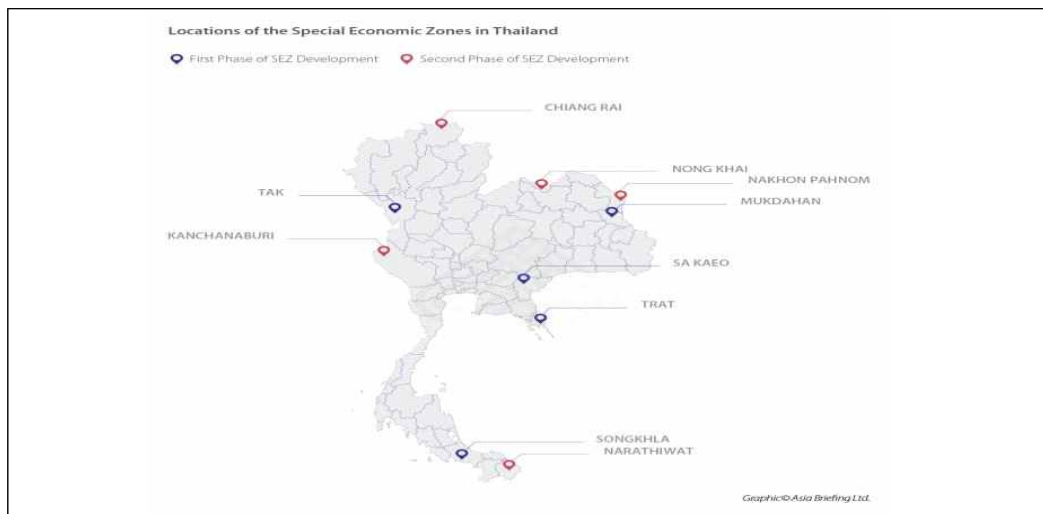 Locations of the Special Economic Zones in Thailand
First Phase of SEZ Development Second Phase of SEZ Development
CHIANG RAI
NONG KHAI
NAKHON PAHNOM
TAK
MUKDAHAN
KANCHANABURI
SA KAEO
TRAT
SONGKHLA
NARATHIWAT
Graphic©Asia Briefing Ltd.